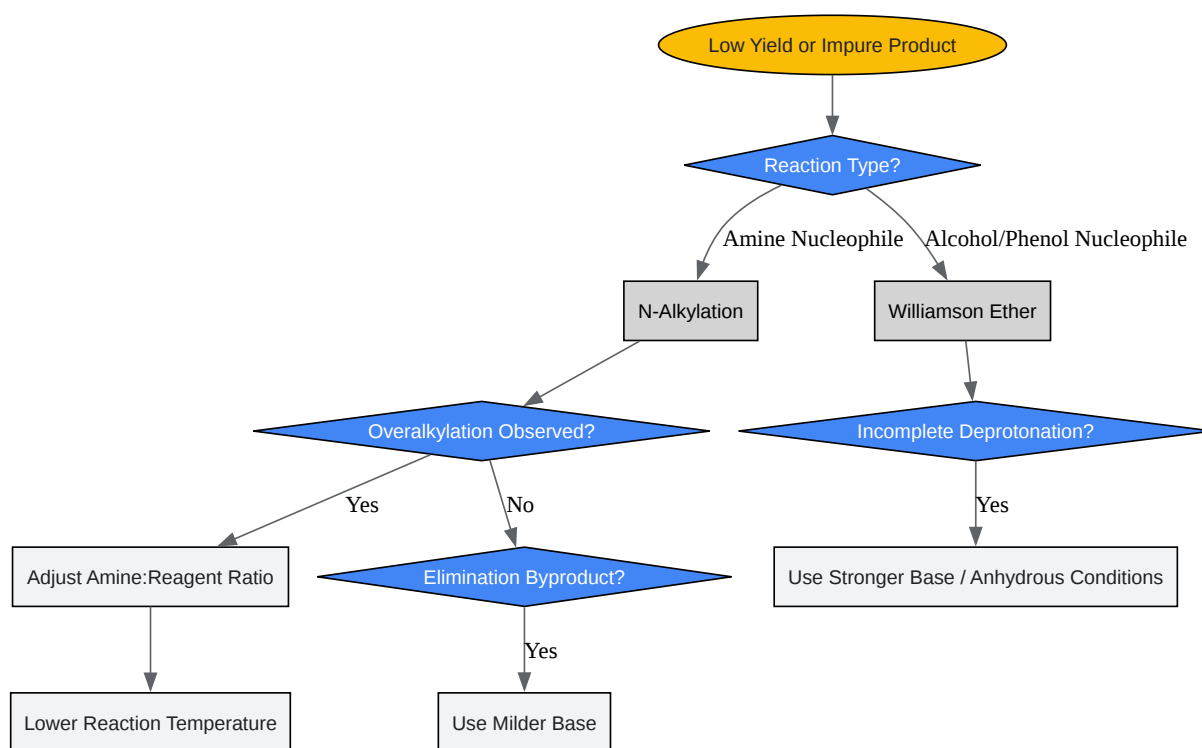 Low Yield or Impure Product
Reaction Type?
Amine Nucleophile
Alcohol/Phenol Nucleophile
N-Alkylation
Williamson Ether
Overalkylation Observed?
Incomplete Deprotonation?
Yes
No
Yes
Adjust Amine:Reagent Ratio
Elimination Byproduct?
Use Stronger Base / Anhydrous Conditions
Yes
Lower Reaction Temperature
Use Milder Base